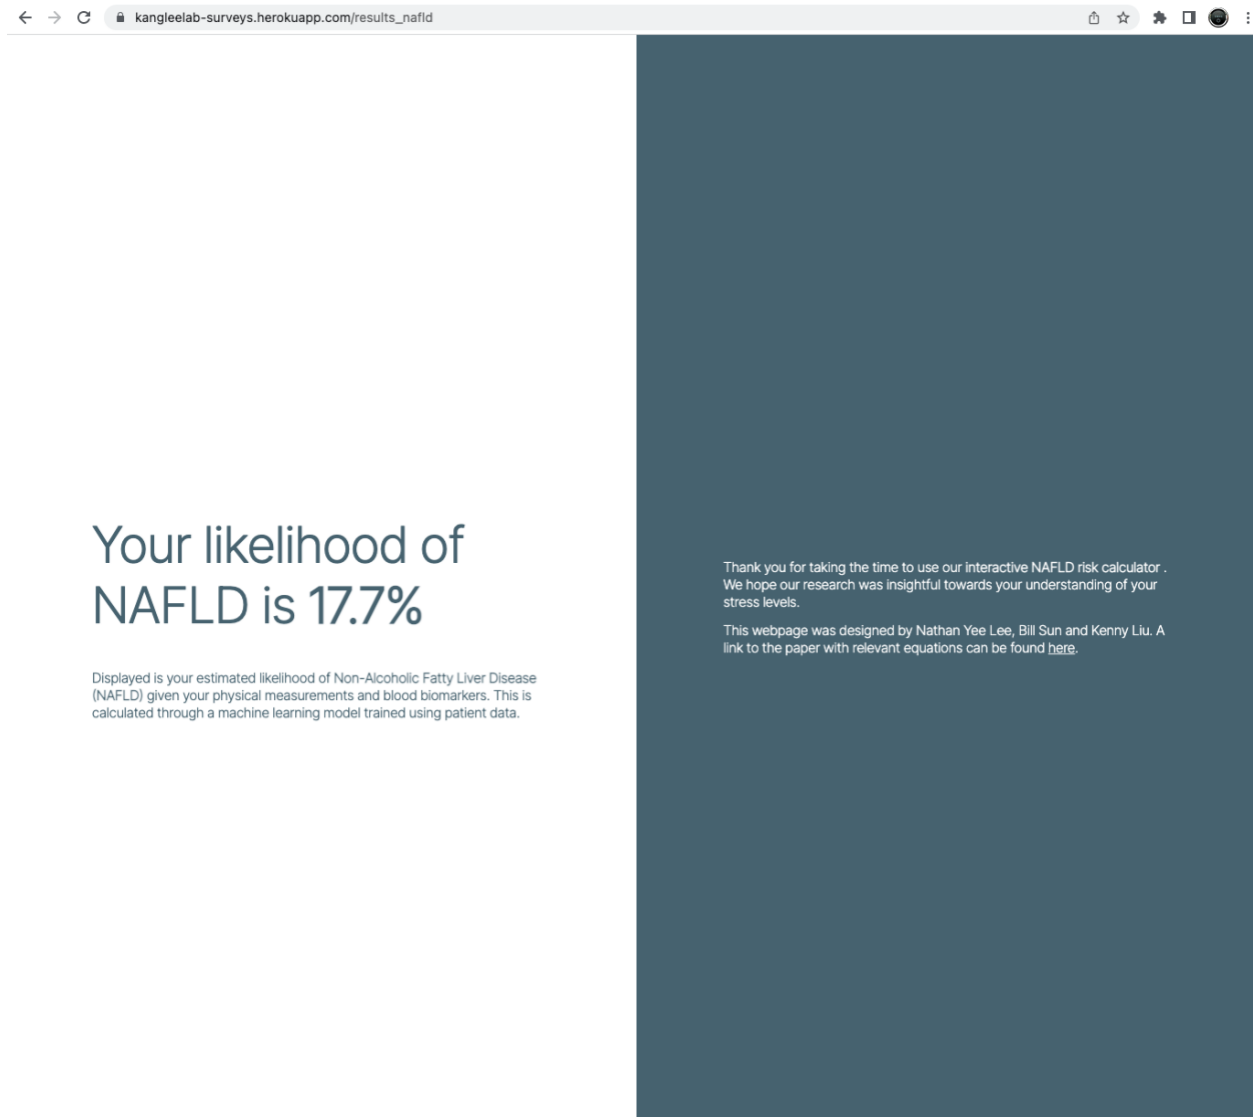 kangleelab-surveys.herokuapp.com/results_nafld
Your likelihood of
NAFLD is 17.7%
Displayed is your estimated likelihood of Non-Alcoholic Fatty Liver Disease
(NAFLD) given your physical measurements and blood biomarkers. This is
calculated through a machine learning model trained using patient data.
Thank you for taking the time to use our interactive NAFLD risk calculator .
We hope our research was insightful towards your understanding of your
stress levels.
This webpage was designed by Nathan Yee Lee, Bill Sun and Kenny Liu. A
link to the paper with relevant equations can be found here.